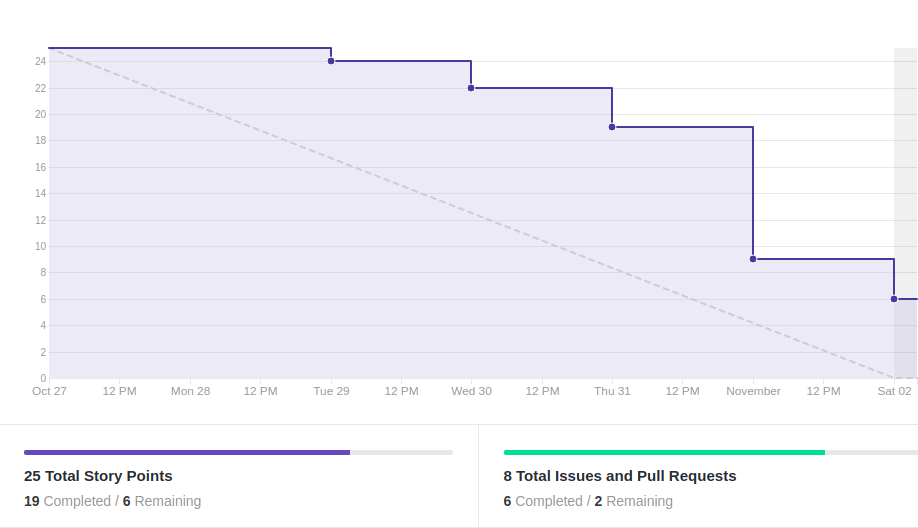 24
22
20
18
16
14
12
10
8
6
4
2
0
Oct 27 12 PM Mon 28 12 PM Tue 29 12 PM Wed 30 12 PM Thu 31 12 PM November 12 PM Sat 02
25 Total Story Points
19 Completed / 6 Remaining
8 Total Issues and Pull Requests
6 Completed / 2 Remaining